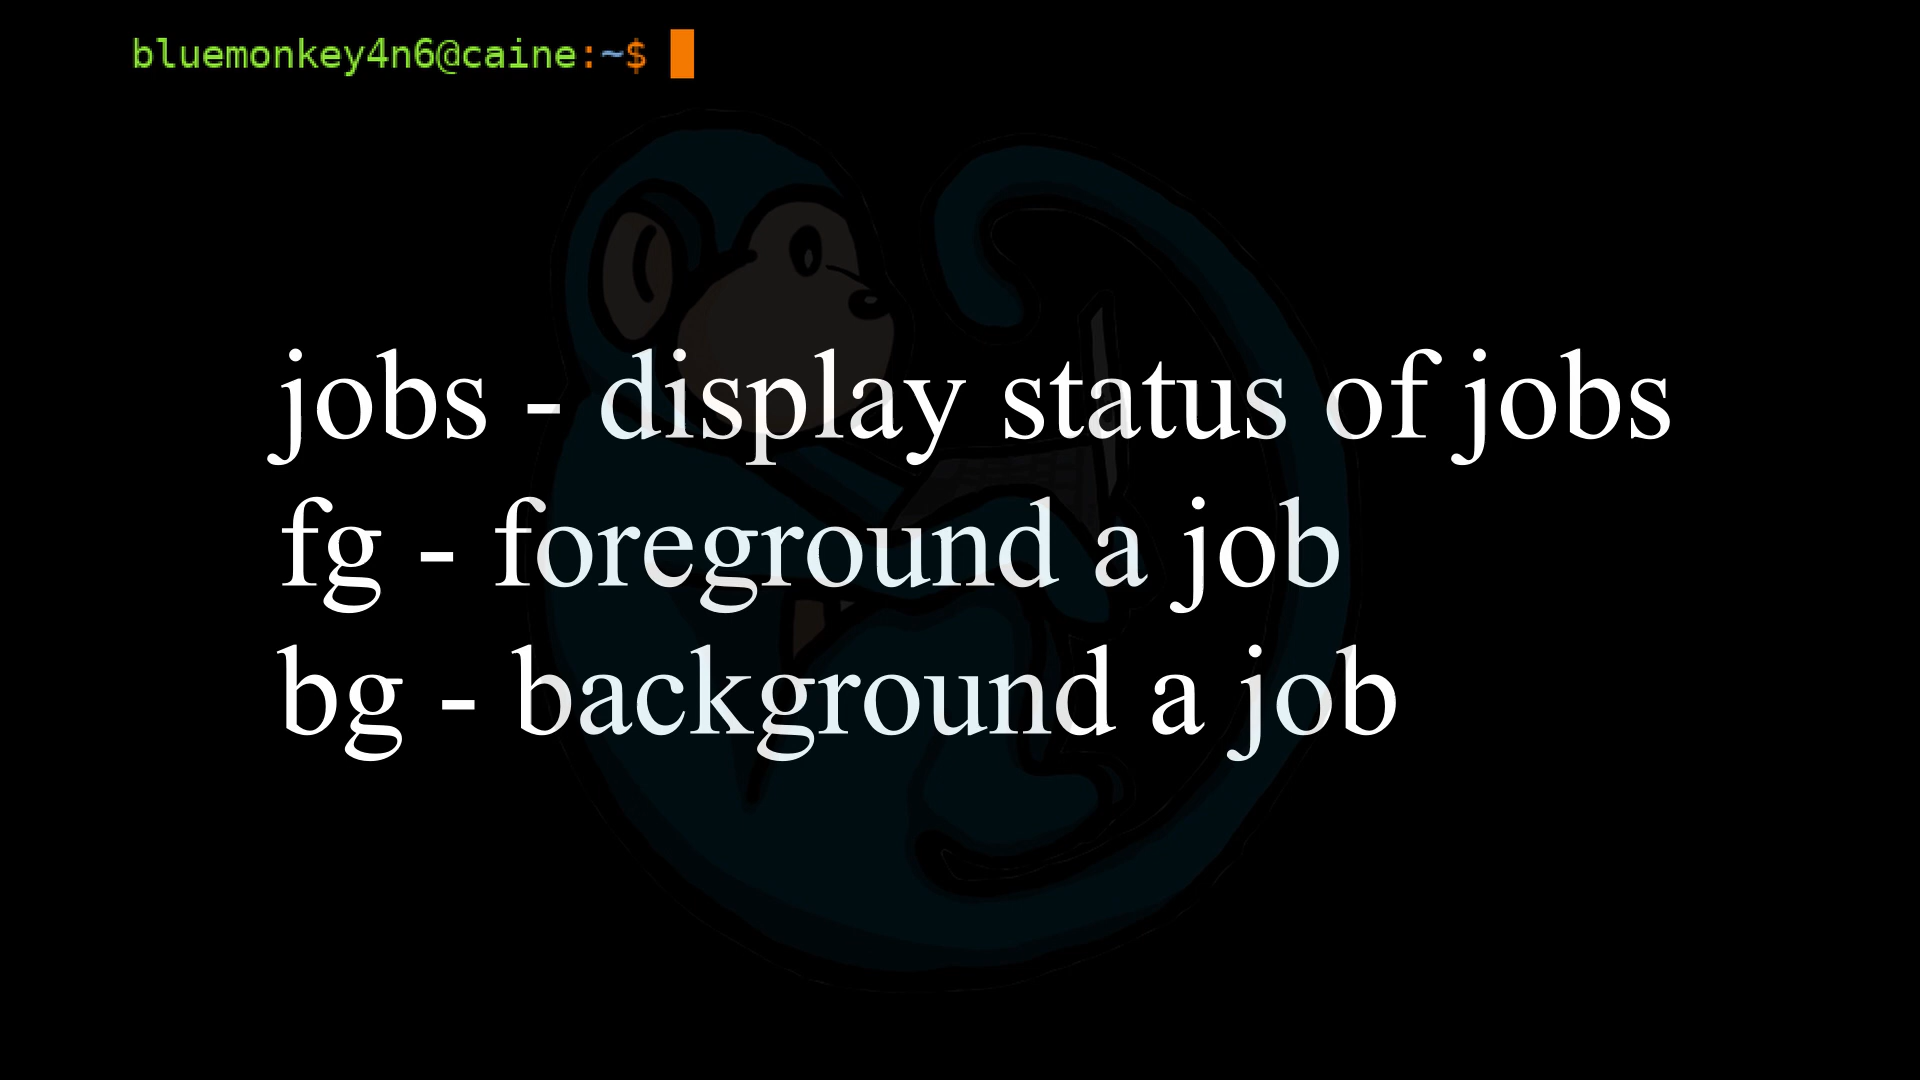 bluemonkey4n6@caine:~$
jobs - display status of jobs
fg - foreground a job
bg - background a job